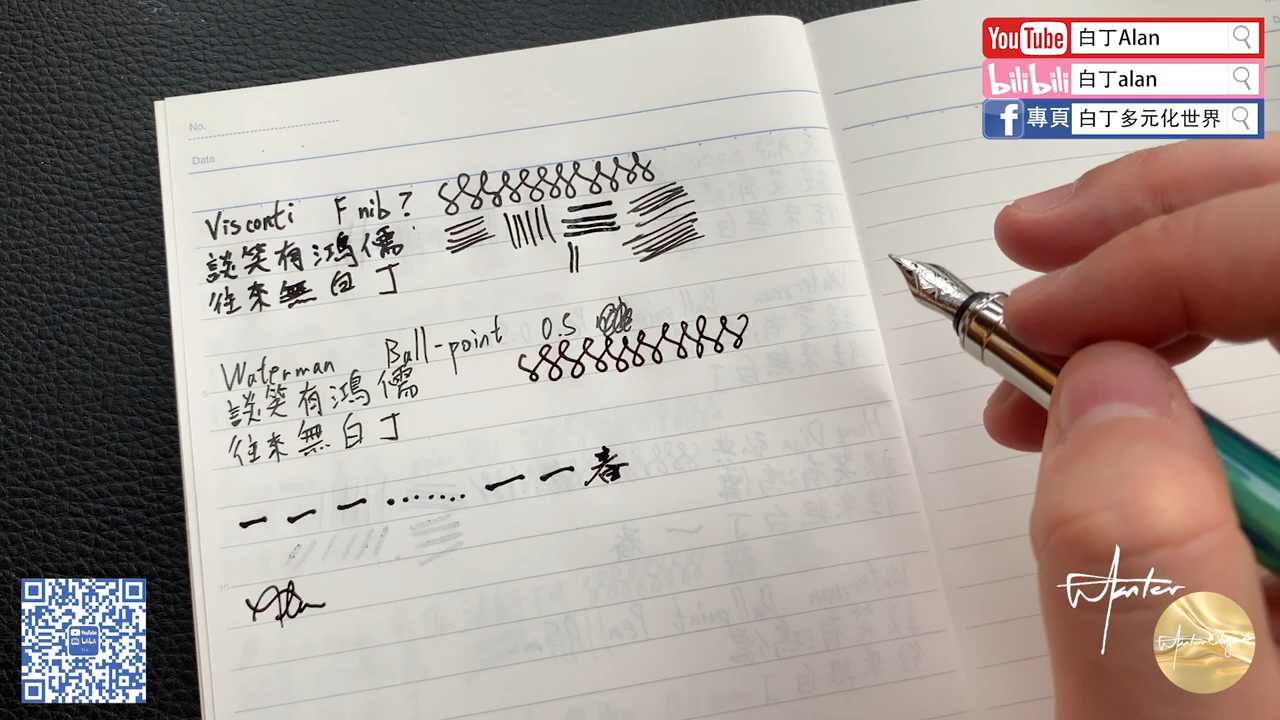 YouTube 白丁Alan
bilibili 白丁alan
f 專頁 白丁多元化世界
No.
Date
Visconti F nib?
談笑有鴻儒
往來無白丁
Waterman Ball-point 0.5
談笑有鴻儒
往來無白丁
一 一 一 ....... 一 一 春
Alan